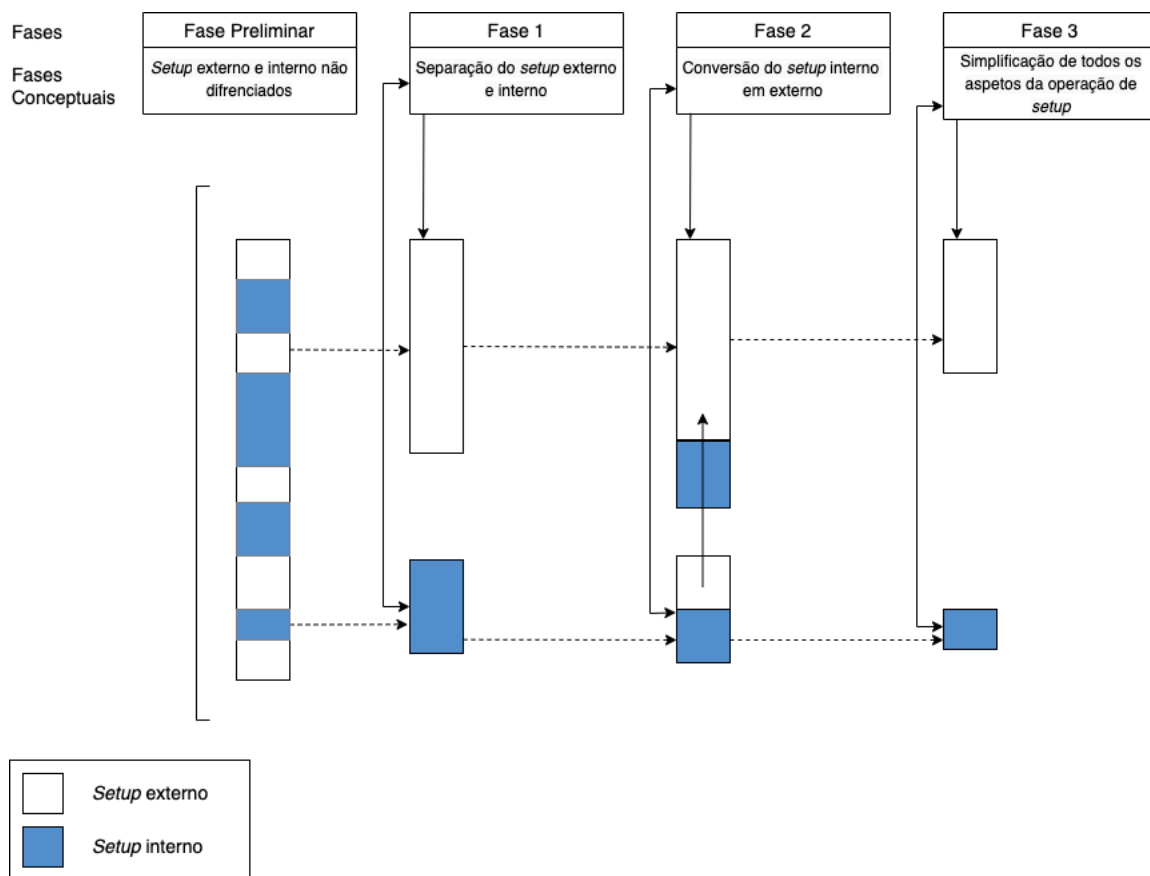 Fases
Fase Preliminar
Fase 1
Fase 2
Fase 3
Fases
Conceptuais
Setup externo e interno não
difrenciados
Separação do setup externo
e interno
Conversão do setup interno
em externo
Simplificação de todos os
aspetos da operação de
setup
Setup externo
Setup interno